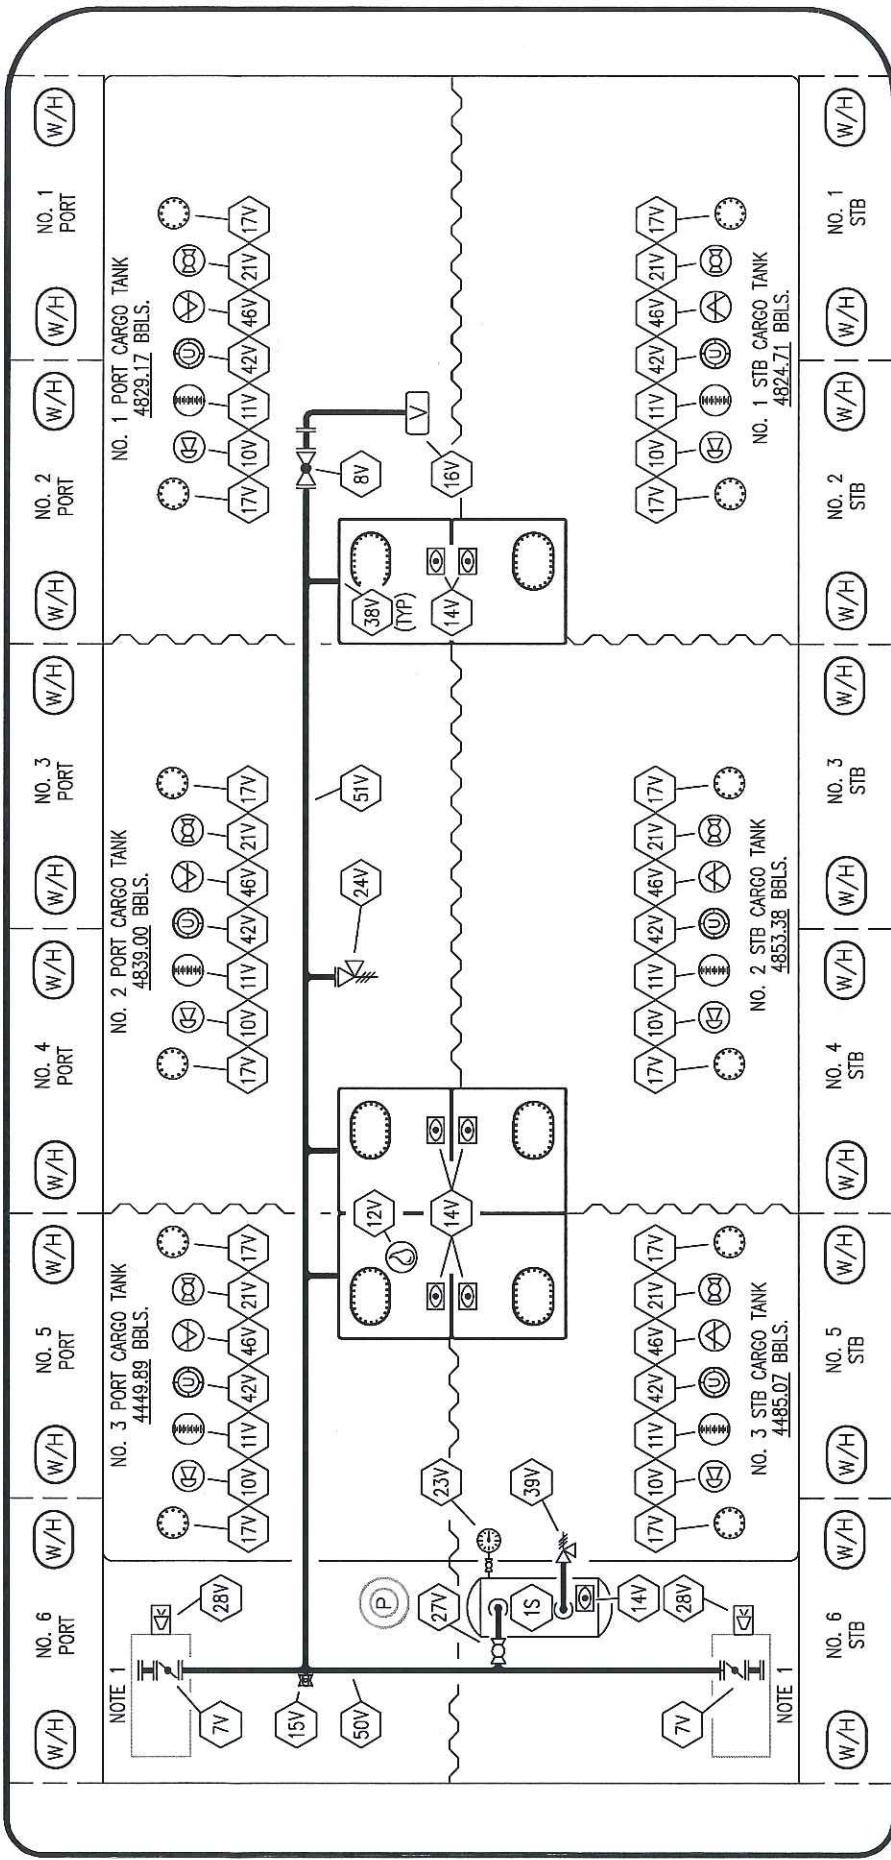 W/H
W/H
W/H
W/H
W/H
W/H
W/H
W/H
W/H
W/H
W/H
W/H
NO. 6
PORT
NO. 5
PORT
NO. 4
PORT
NO. 3
PORT
NO. 2
PORT
NO. 1
PORT
NO. 3 PORT CARGO TANK
4449.89 BBLS.
NO. 2 PORT CARGO TANK
4839.00 BBLS.
NO. 1 PORT CARGO TANK
4829.17 BBLS.
NOTE 1
28V
U
U
U
17V
10V
11V
42V
46V
21V
17V
17V
10V
11V
42V
46V
21V
17V
17V
10V
11V
42V
46V
21V
17V
7V
15V
50V
P
27V
23V
12V
14V
24V
51V
38V
(TYP)
14V
8V
V
16V
1S
39V
14V
28V
7V
17V
10V
11V
42V
46V
21V
17V
17V
10V
11V
42V
46V
21V
17V
17V
10V
11V
42V
46V
21V
17V
U
U
U
NO. 3 STB CARGO TANK
4485.07 BBLS.
NO. 2 STB CARGO TANK
4853.38 BBLS.
NO. 1 STB CARGO TANK
4824.71 BBLS.
NOTE 1
W/H
W/H
W/H
W/H
W/H
W/H
W/H
W/H
W/H
W/H
W/H
W/H
NO. 6
STB
NO. 5
STB
NO. 4
STB
NO. 3
STB
NO. 2
STB
NO. 1
STB